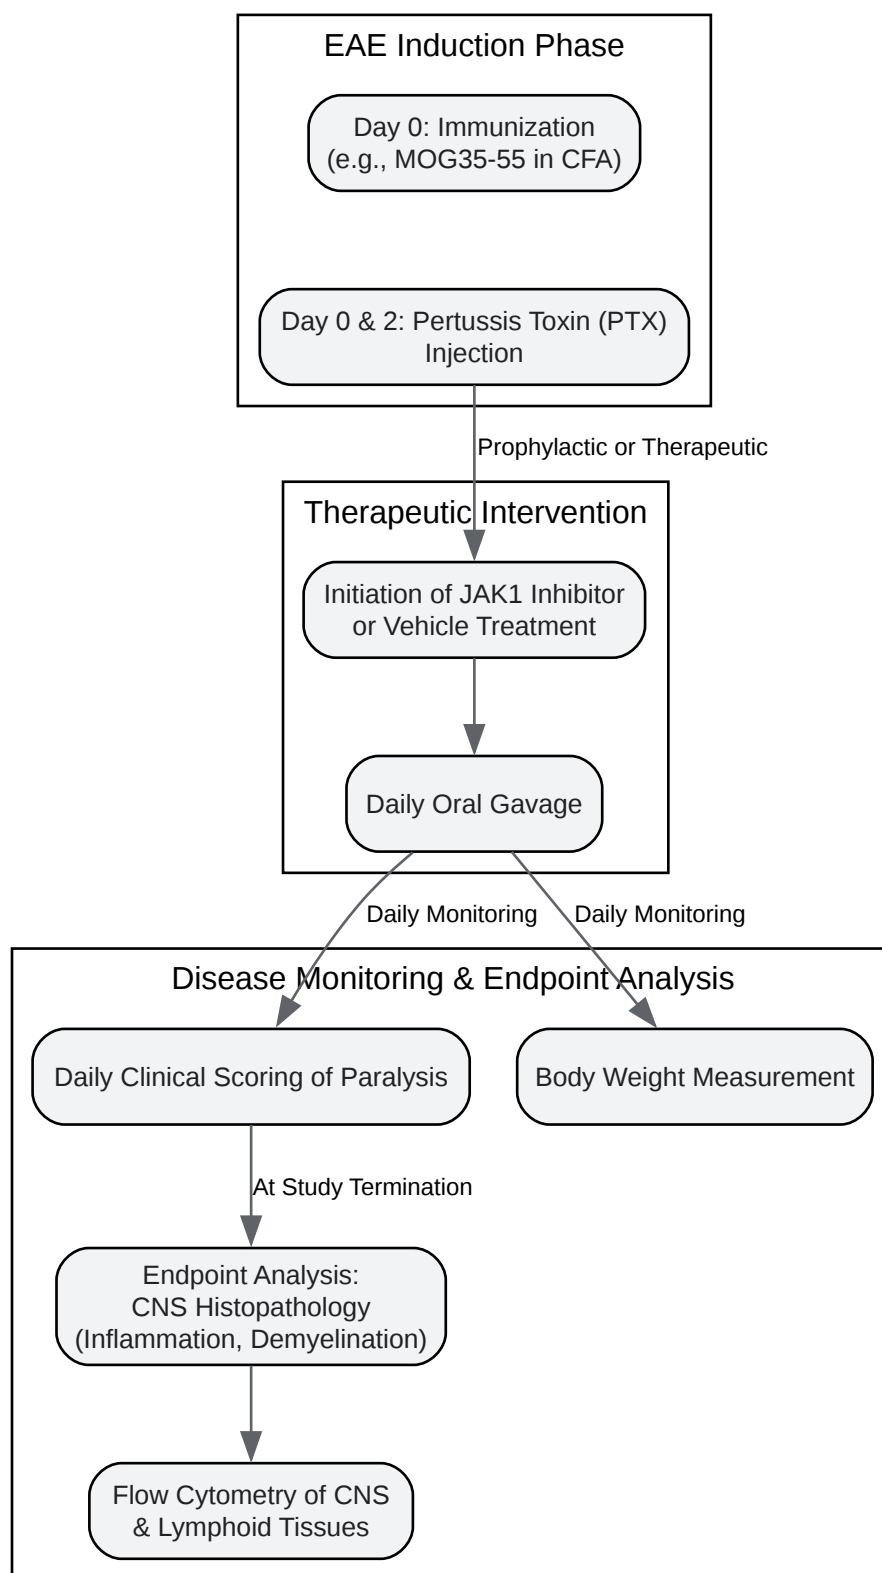 EAE Induction Phase
Day 0: Immunization
(e.g., MOG35-55 in CFA)
Day 0 & 2: Pertussis Toxin (PTX)
Injection
Prophylactic or Therapeutic
Therapeutic Intervention
Initiation of JAK1 Inhibitor
or Vehicle Treatment
Daily Oral Gavage
Daily Monitoring
Daily Monitoring
Disease Monitoring & Endpoint Analysis
Daily Clinical Scoring of Paralysis
Body Weight Measurement
At Study Termination
Endpoint Analysis:
CNS Histopathology
(Inflammation, Demyelination)
Flow Cytometry of CNS
& Lymphoid Tissues